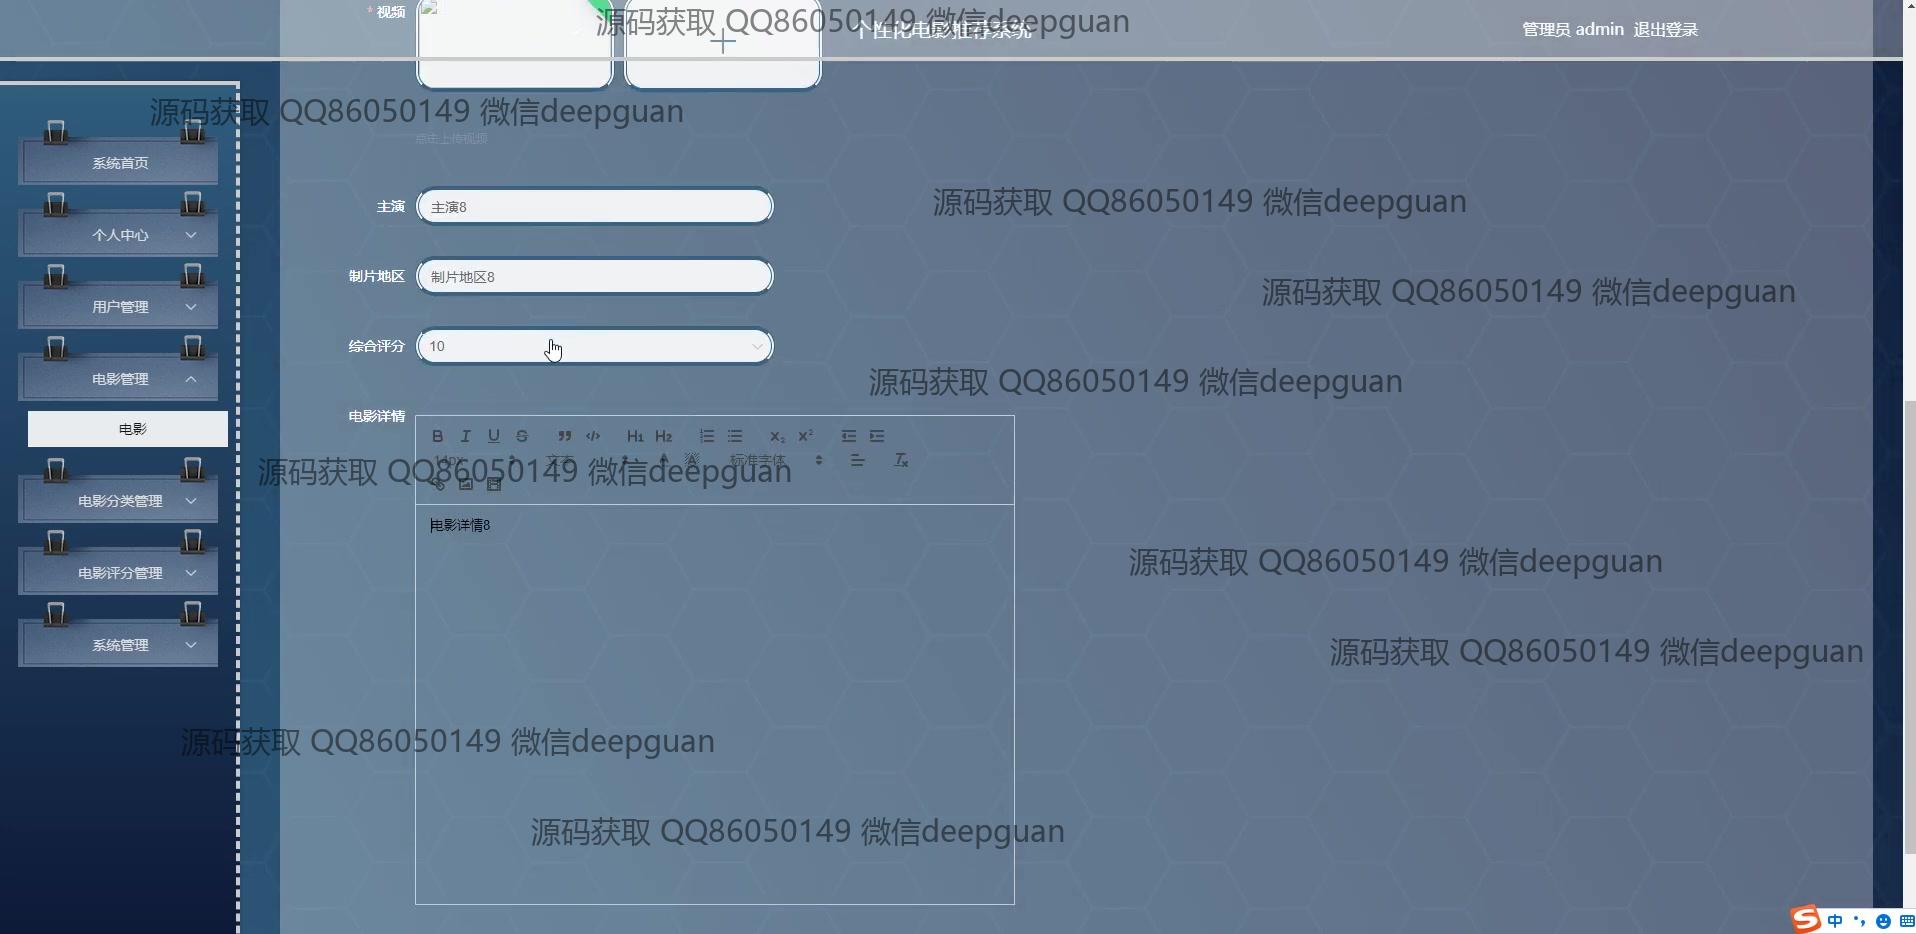 * 视频
源码获取 QQ86050149 微信deepguan
个性化电影推荐系统
管理员 admin 退出登录
源码获取 QQ86050149 微信deepguan
点击上传视频
系统首页
主演 主演8
源码获取 QQ86050149 微信deepguan
个人中心
制片地区 制片地区8
源码获取 QQ86050149 微信deepguan
用户管理
综合评分 10
电影管理
源码获取 QQ86050149 微信deepguan
电影
电影详情
B I U S H1 H2 X₂ X²
14px 文本 A 标准字体 Tx
源码获取 QQ86050149 微信deepguan
电影分类管理
电影详情8
源码获取 QQ86050149 微信deepguan
电影评分管理
系统管理
源码获取 QQ86050149 微信deepguan
源码获取 QQ86050149 微信deepguan
源码获取 QQ86050149 微信deepguan
S 中